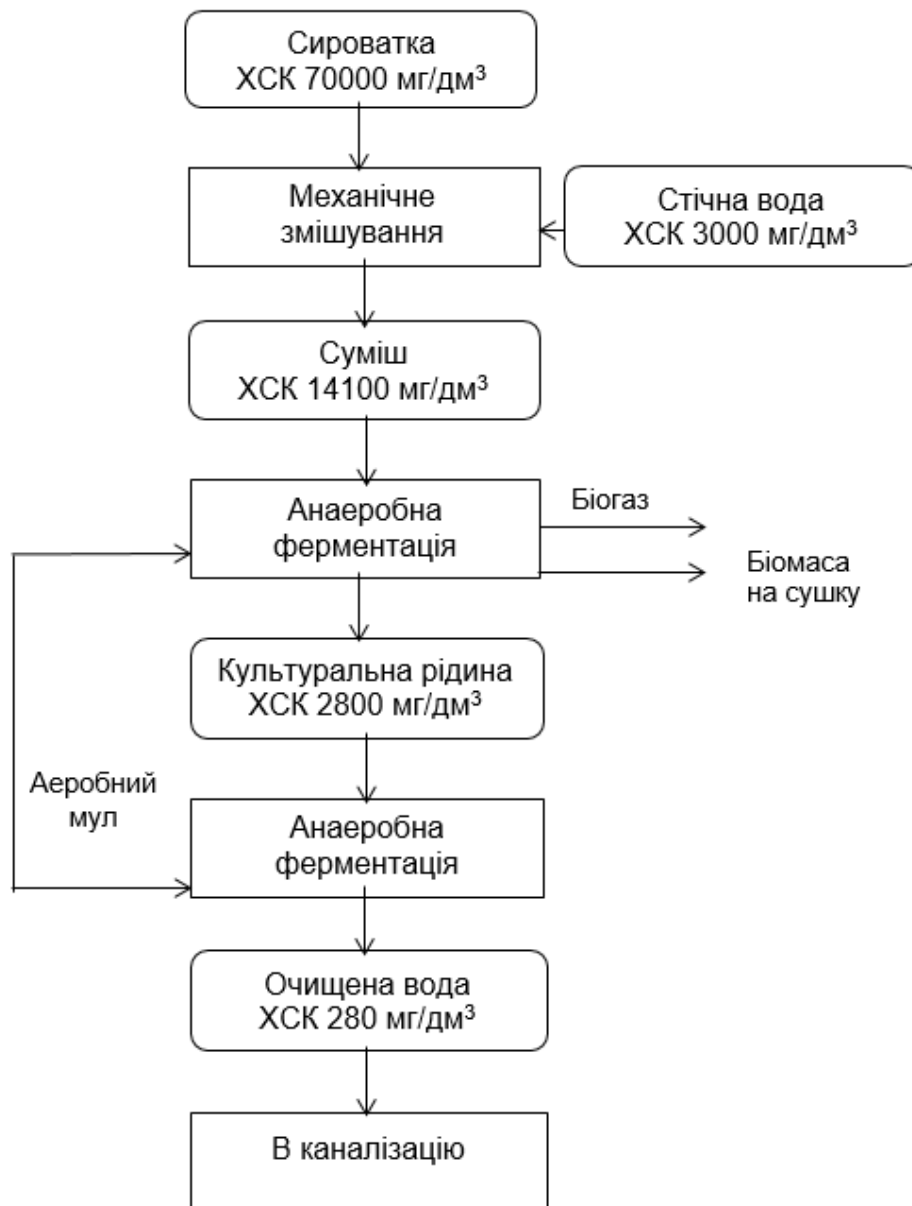 Сироватка
ХСК 70000 мг/дм³
Механічне
змішування
Стічна вода
ХСК 3000 мг/дм³
Суміш
ХСК 14100 мг/дм³
Анаеробна
ферментація
Біогаз
Біомаса
на сушку
Культуральна рідина
ХСК 2800 мг/дм³
Аеробний
мул
Анаеробна
ферментація
Очищена вода
ХСК 280 мг/дм³
В каналізацію